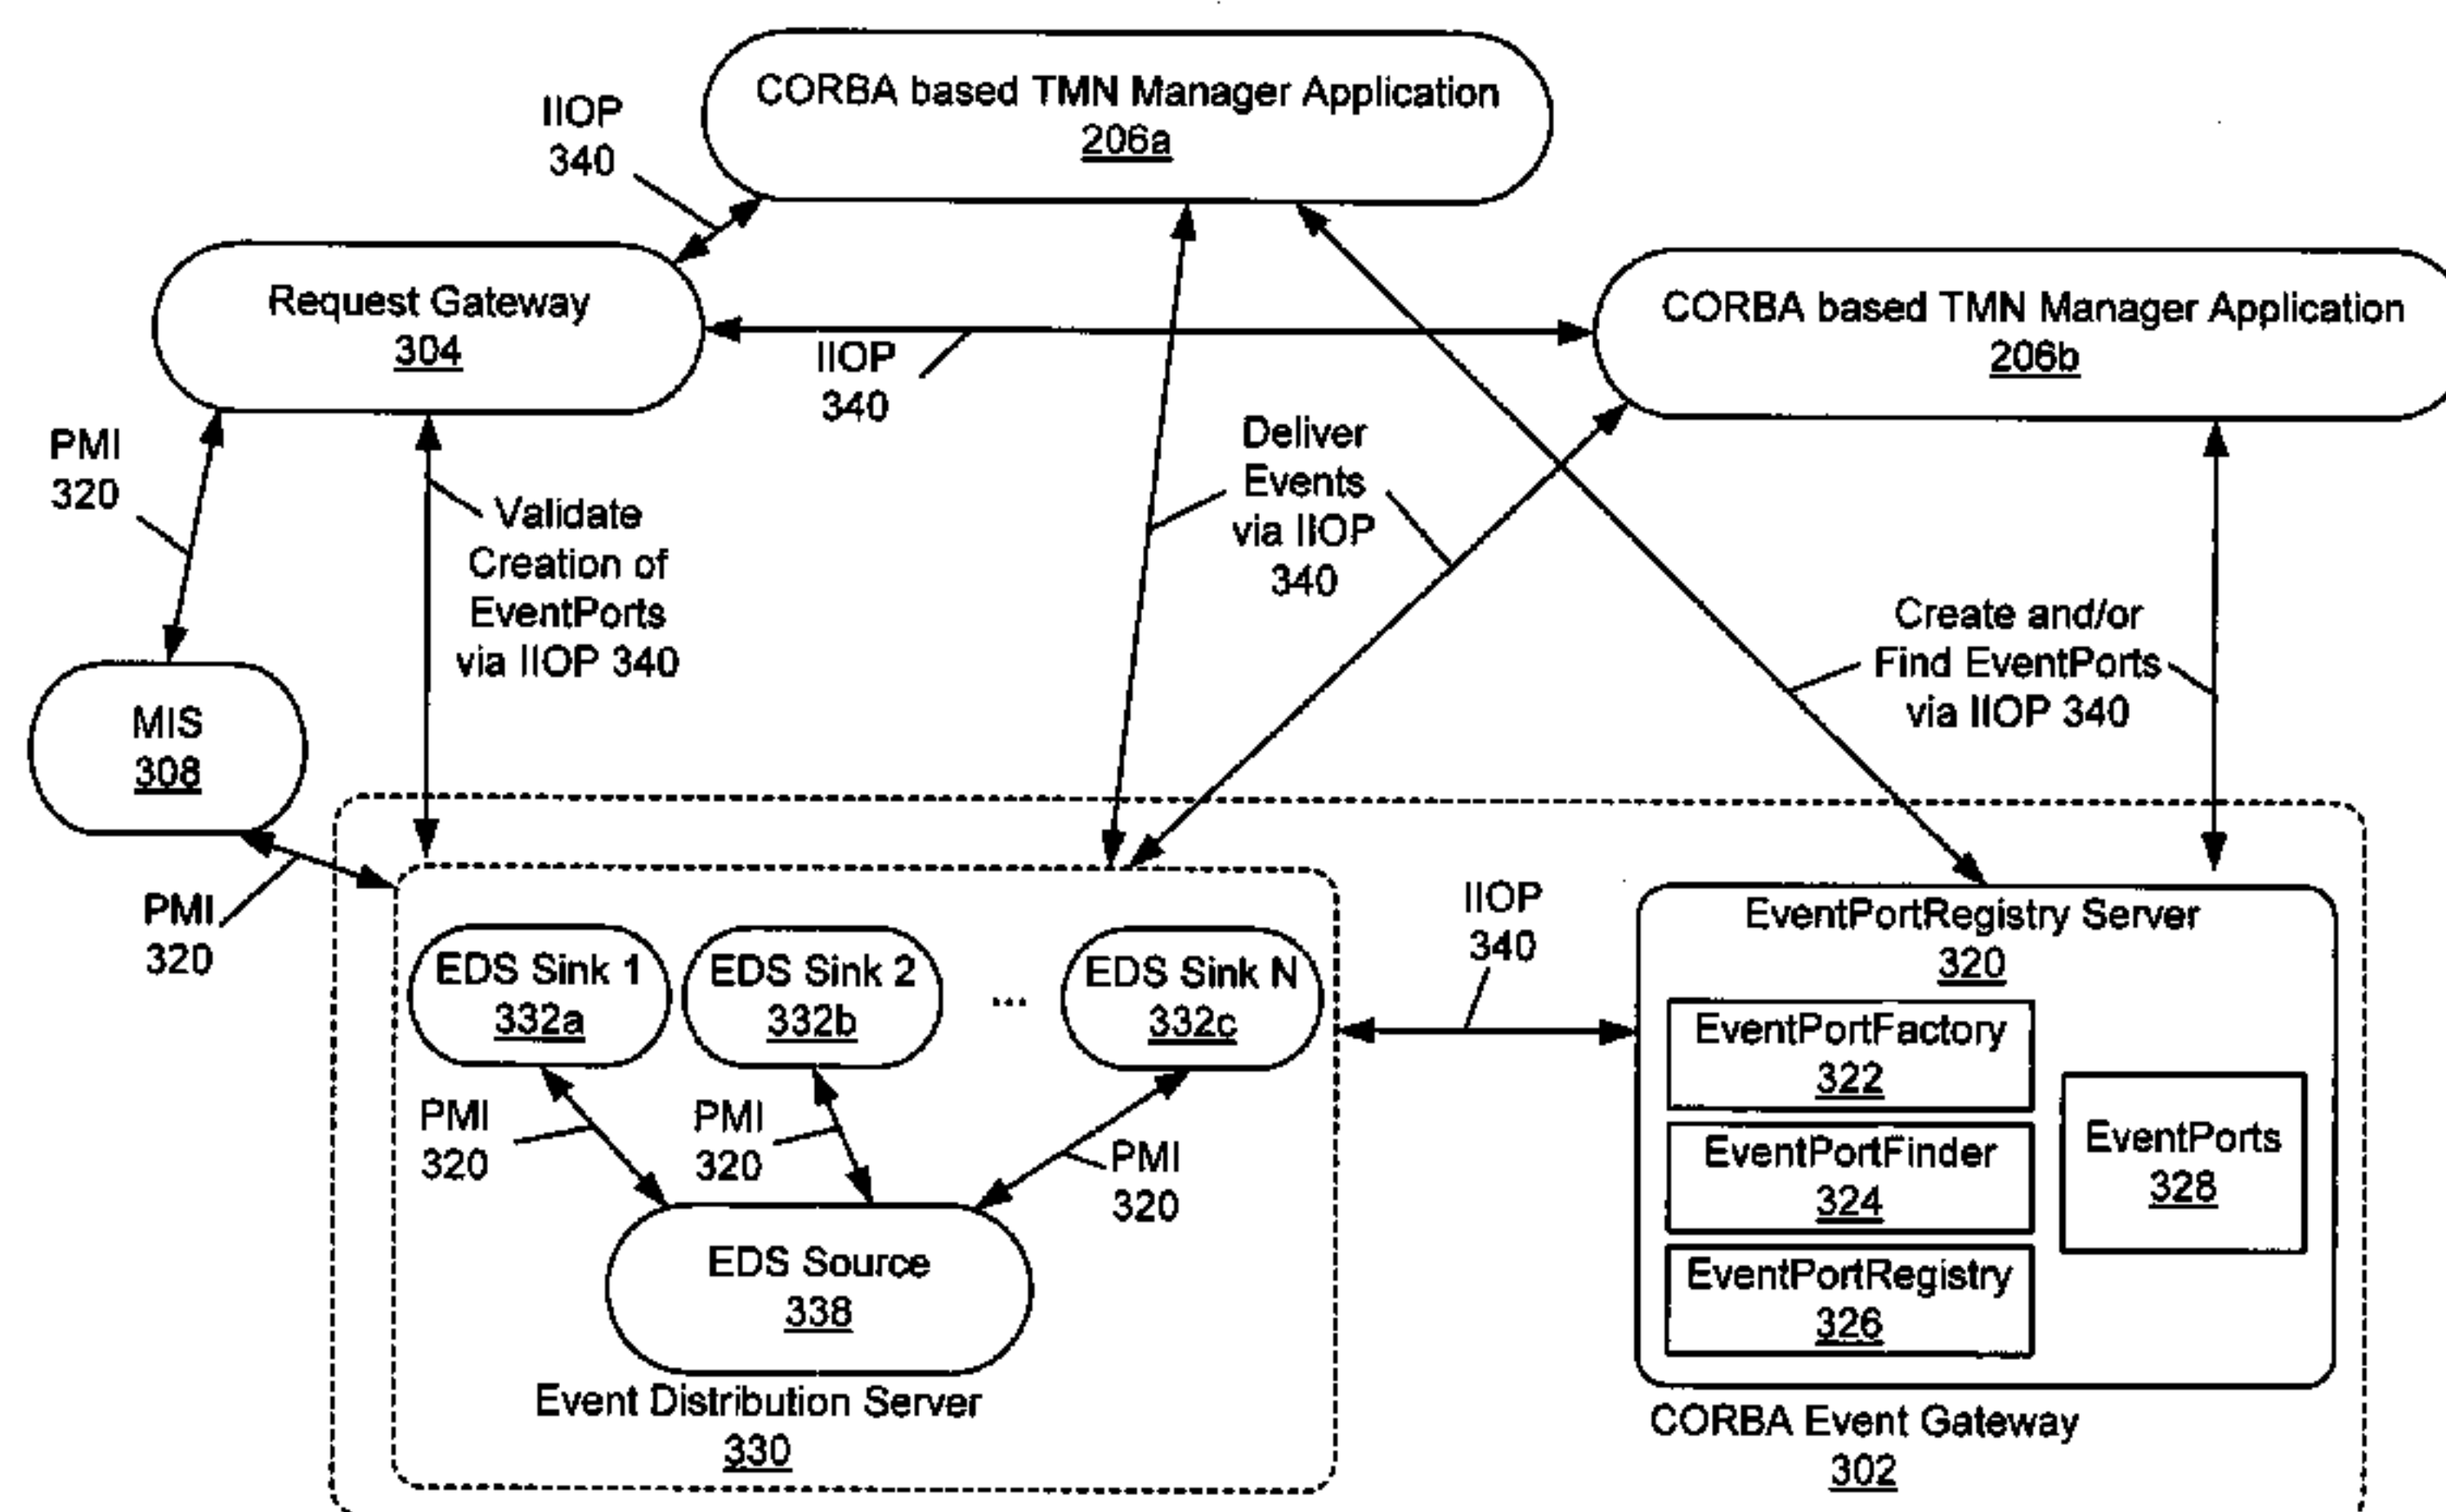 CORBA based TMN Manager Application
206a
IIOP
340
Request Gateway
304
IIOP
340
CORBA based TMN Manager Application
206b
PMI
320
Validate
Creation of
EventPorts
via IIOP 340
Deliver
Events
via IIOP
340
Create and/or
Find EventPorts
via IIOP 340
MIS
308
PMI
320
EDS Sink 1
332a
EDS Sink 2
332b
...
EDS Sink N
332c
PMI
320
PMI
320
PMI
320
EDS Source
338
Event Distribution Server
330
IIOP
340
EventPortRegistry Server
320
EventPortFactory
322
EventPortFinder
324
EventPortRegistry
326
EventPorts
328
CORBA Event Gateway
302